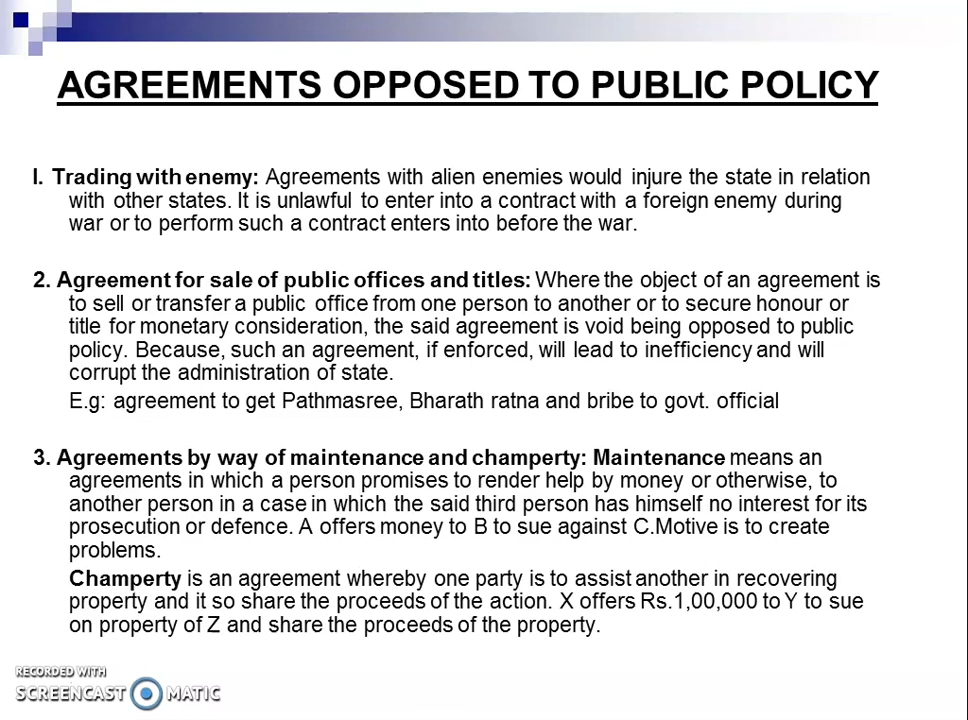 AGREEMENTS OPPOSED TO PUBLIC POLICY
I. Trading with enemy: Agreements with alien enemies would injure the state in relation
with other states. It is unlawful to enter into a contract with a foreign enemy during
war or to perform such a contract enters into before the war.
2. Agreement for sale of public offices and titles: Where the object of an agreement is
to sell or transfer a public office from one person to another or to secure honour or
title for monetary consideration, the said agreement is void being opposed to public
policy. Because, such an agreement, if enforced, will lead to inefficiency and will
corrupt the administration of state.
E.g: agreement to get Pathmasree, Bharath ratna and bribe to govt. official
3. Agreements by way of maintenance and champerty: Maintenance means an
agreements in which a person promises to render help by money or otherwise, to
another person in a case in which the said third person has himself no interest for its
prosecution or defence. A offers money to B to sue against C.Motive is to create
problems.
Champerty is an agreement whereby one party is to assist another in recovering
property and it so share the proceeds of the action. X offers Rs.1,00,000 to Y to sue
on property of Z and share the proceeds of the property.
RECORDED WITH
SCREENCAST MATIC